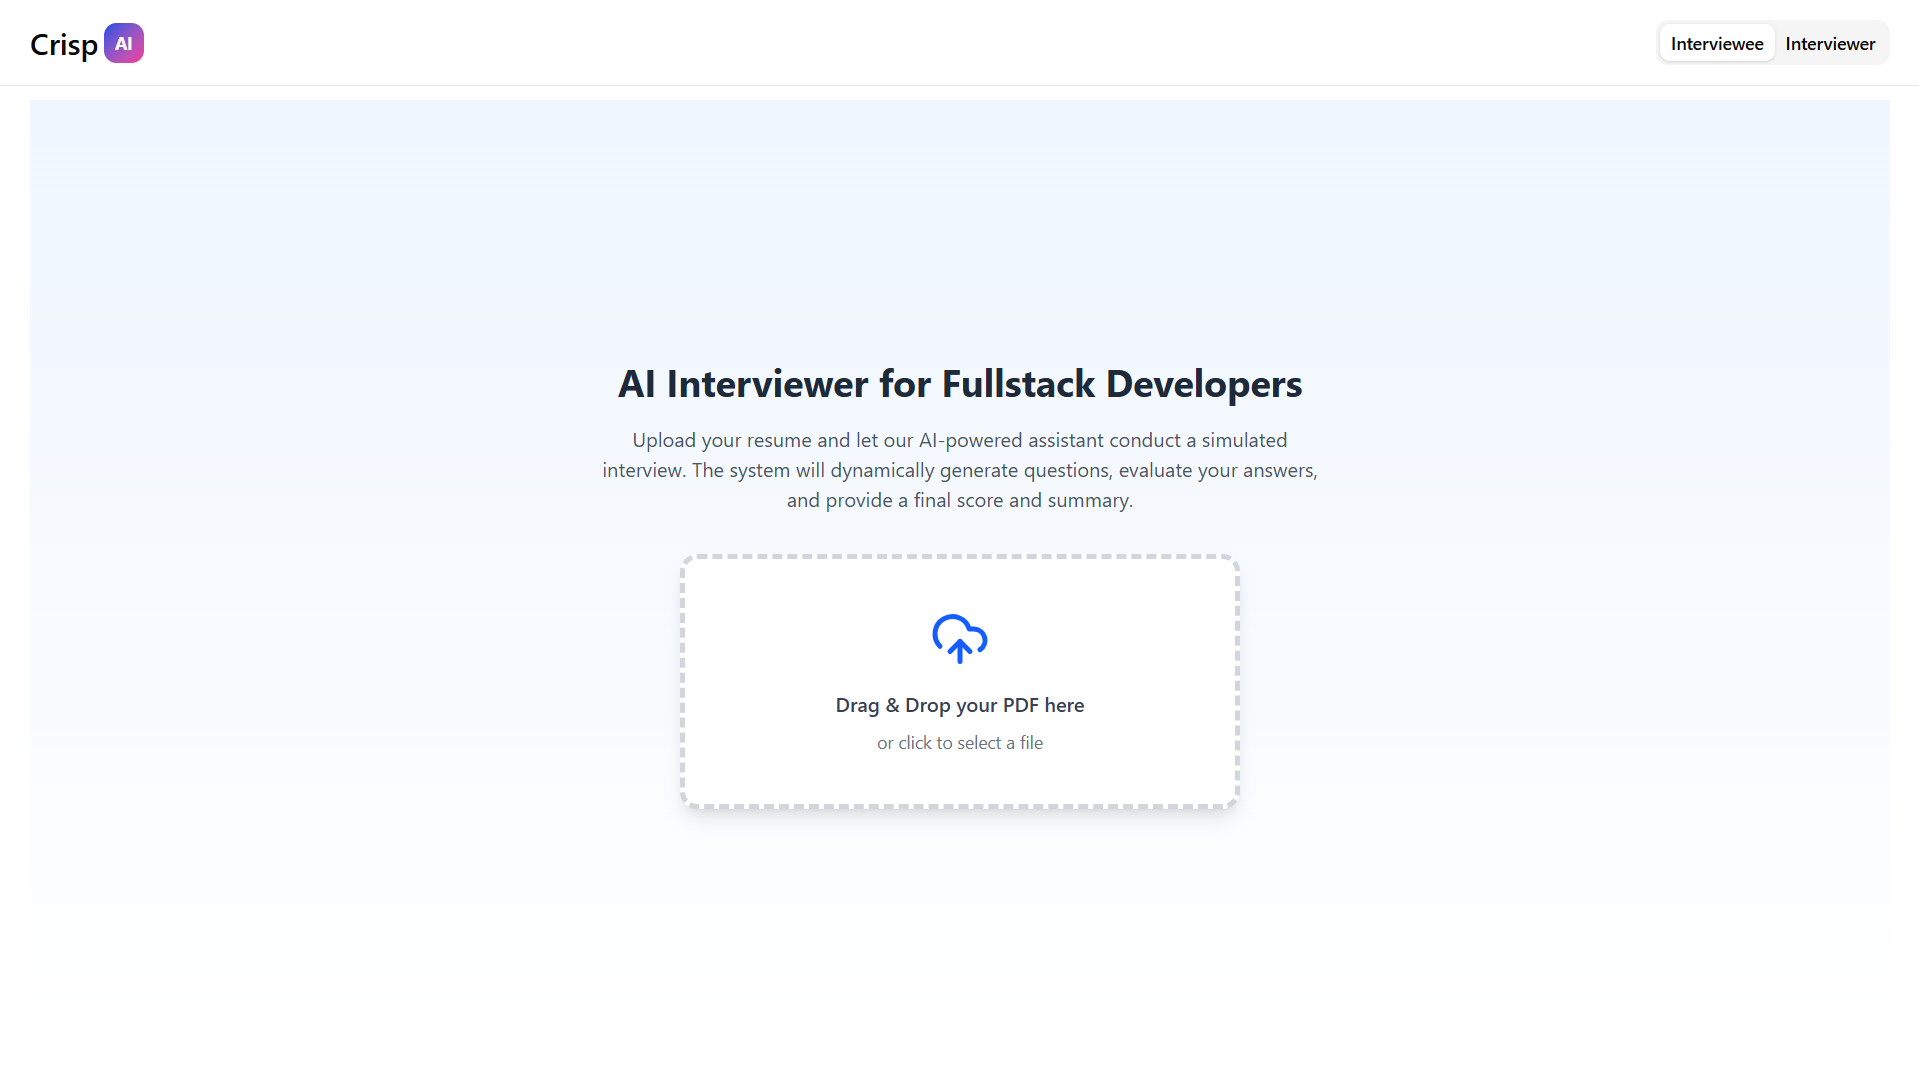 Crisp AI
Interviewee Interviewer
AI Interviewer for Fullstack Developers
Upload your resume and let our AI-powered assistant conduct a simulated
interview. The system will dynamically generate questions, evaluate your answers,
and provide a final score and summary.
Drag & Drop your PDF here
or click to select a file